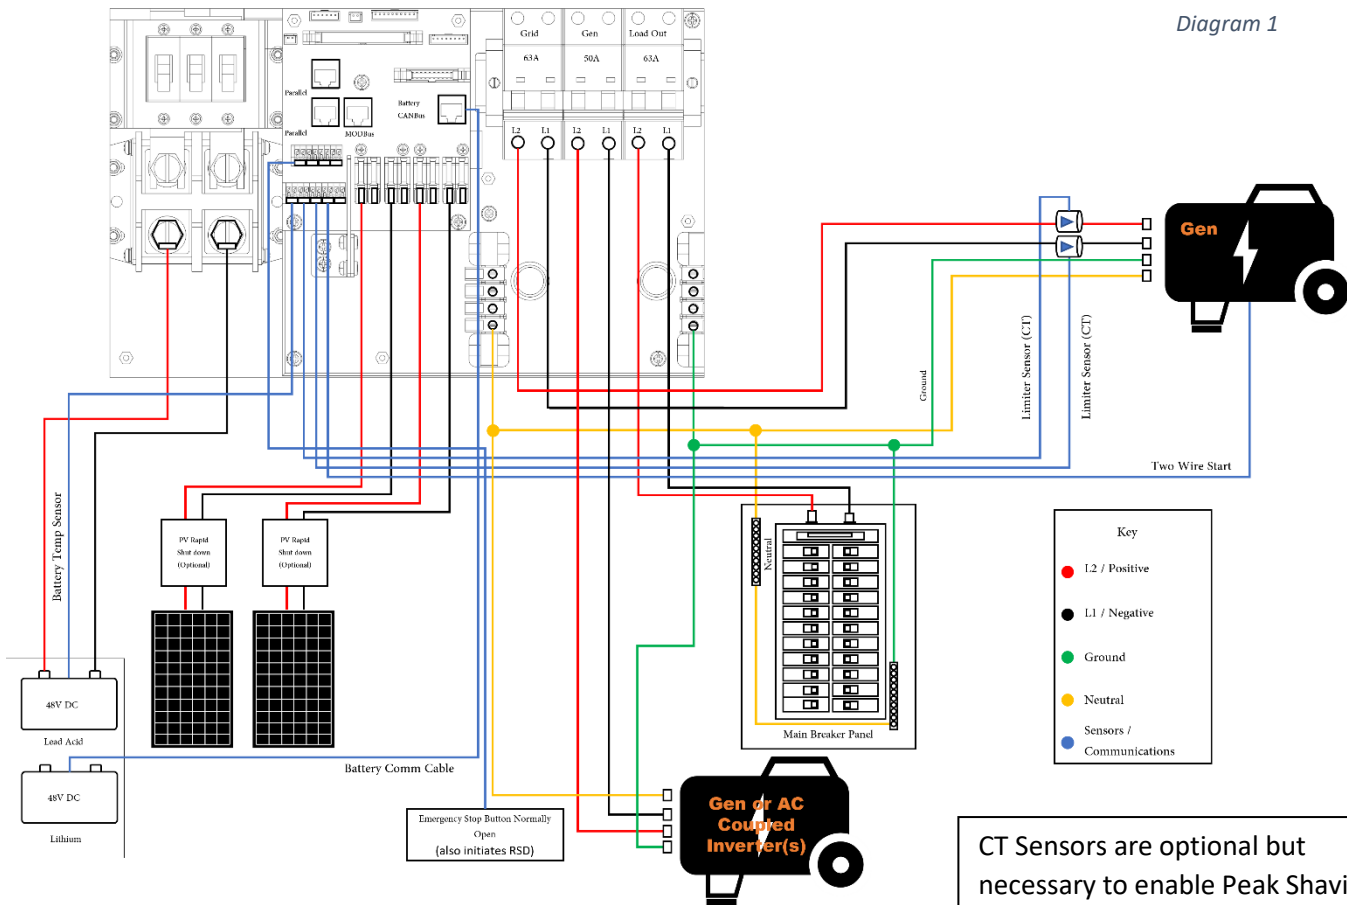 Diagram 1
Grid
Gen
Load Out
63A
50A
63A
Parallel
Battery
CANBus
Parallel
MODBus
L2
L1
L2
L1
L2
L1
Gen
Limiter Sensor (CT)
Limiter Sensor (CT)
Ground
Two Wire Start
Battery Temp Sensor
PV Rapid
Shut down
(Optional)
PV Rapid
Shut down
(Optional)
Neutral
Key
L2 / Positive
L1 / Negative
Ground
Neutral
Sensors /
Communications
48V DC
Lead Acid
Main Breaker Panel
Battery Comm Cable
48V DC
Lithium
Emergency Stop Button Normally
Open
(also initiates RSD)
Gen or AC
Coupled
Inverter(s)
CT Sensors are optional but
necessary to enable Peak Shavi